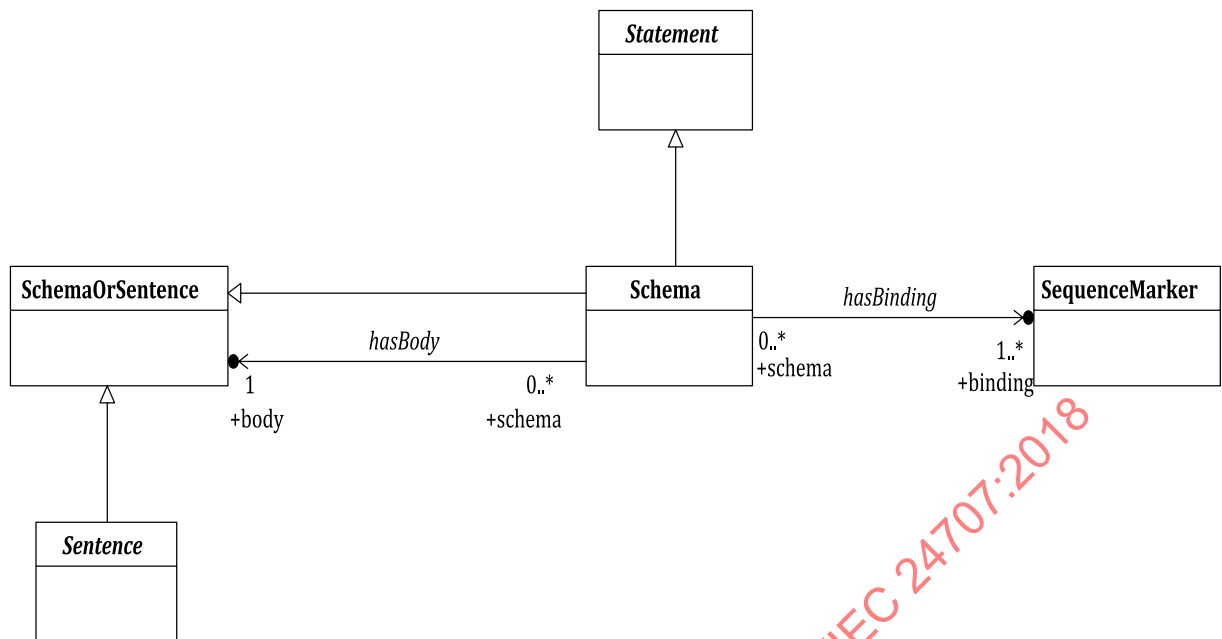 Statement
SchemaOrSentence
Schema
SequenceMarker
hasBinding
hasBody
0..*
+schema
1..*
+binding
1
+body
0..*
+schema
Sentence
IEC 24707:2018